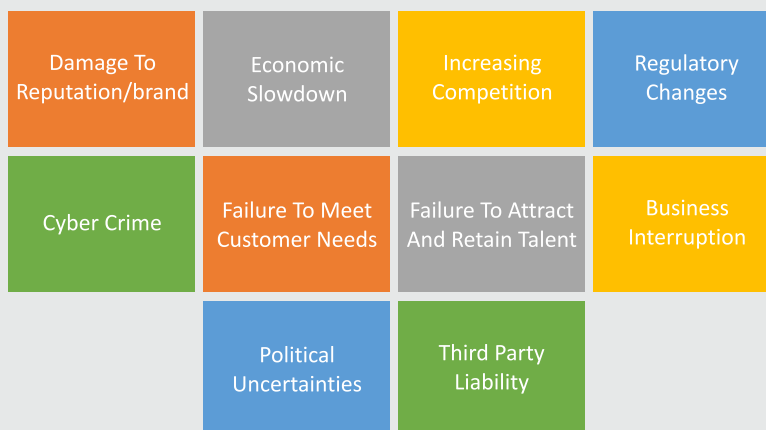 Damage To
Reputation/brand
Economic
Slowdown
Increasing
Competition
Regulatory
Changes
Cyber Crime
Failure To Meet
Customer Needs
Failure To Attract
And Retain Talent
Business
Interruption
Political
Uncertainties
Third Party
Liability